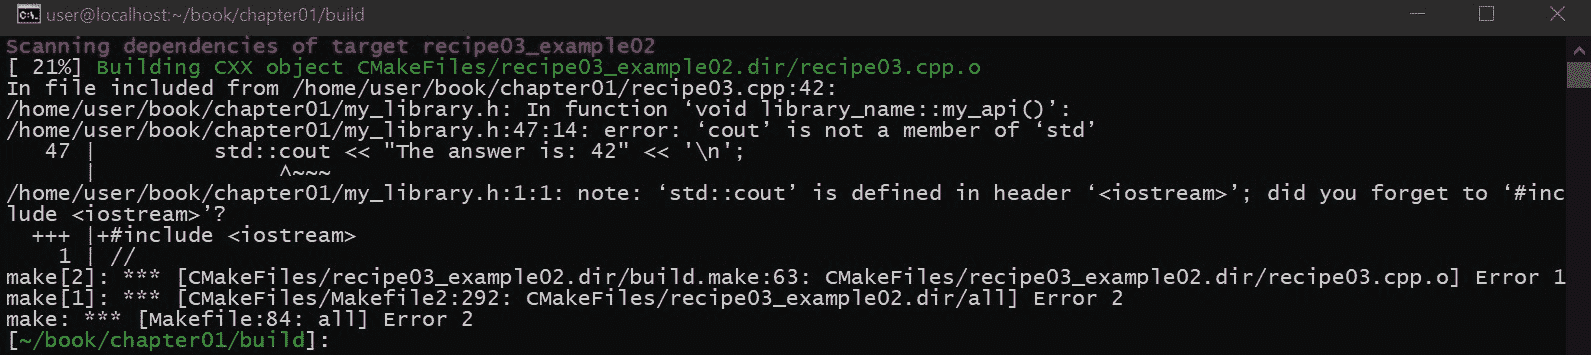 user@localhost:~/book/chapter01/build
Scanning dependencies of target recipe03_example02
[ 21%] Building CXX object CMakeFiles/recipe03_example02.dir/recipe03.cpp.o
In file included from /home/user/book/chapter01/recipe03.cpp:42:
/home/user/book/chapter01/my_library.h: In function ‘void library_name::my_api()’:
/home/user/book/chapter01/my_library.h:47:14: error: ‘cout’ is not a member of ‘std’
   47 |         std::cout << "The answer is: 42" << '\n';
      |              ^~~~
/home/user/book/chapter01/my_library.h:1:1: note: ‘std::cout’ is defined in header ‘<iostream>’; did you forget to ‘#inc
lude <iostream>’?
  +++ |+#include <iostream>
    1 | //
make[2]: *** [CMakeFiles/recipe03_example02.dir/build.make:63: CMakeFiles/recipe03_example02.dir/recipe03.cpp.o] Error 1
make[1]: *** [CMakeFiles/Makefile2:292: CMakeFiles/recipe03_example02.dir/all] Error 2
make: *** [Makefile:84: all] Error 2
[~/book/chapter01/build]: